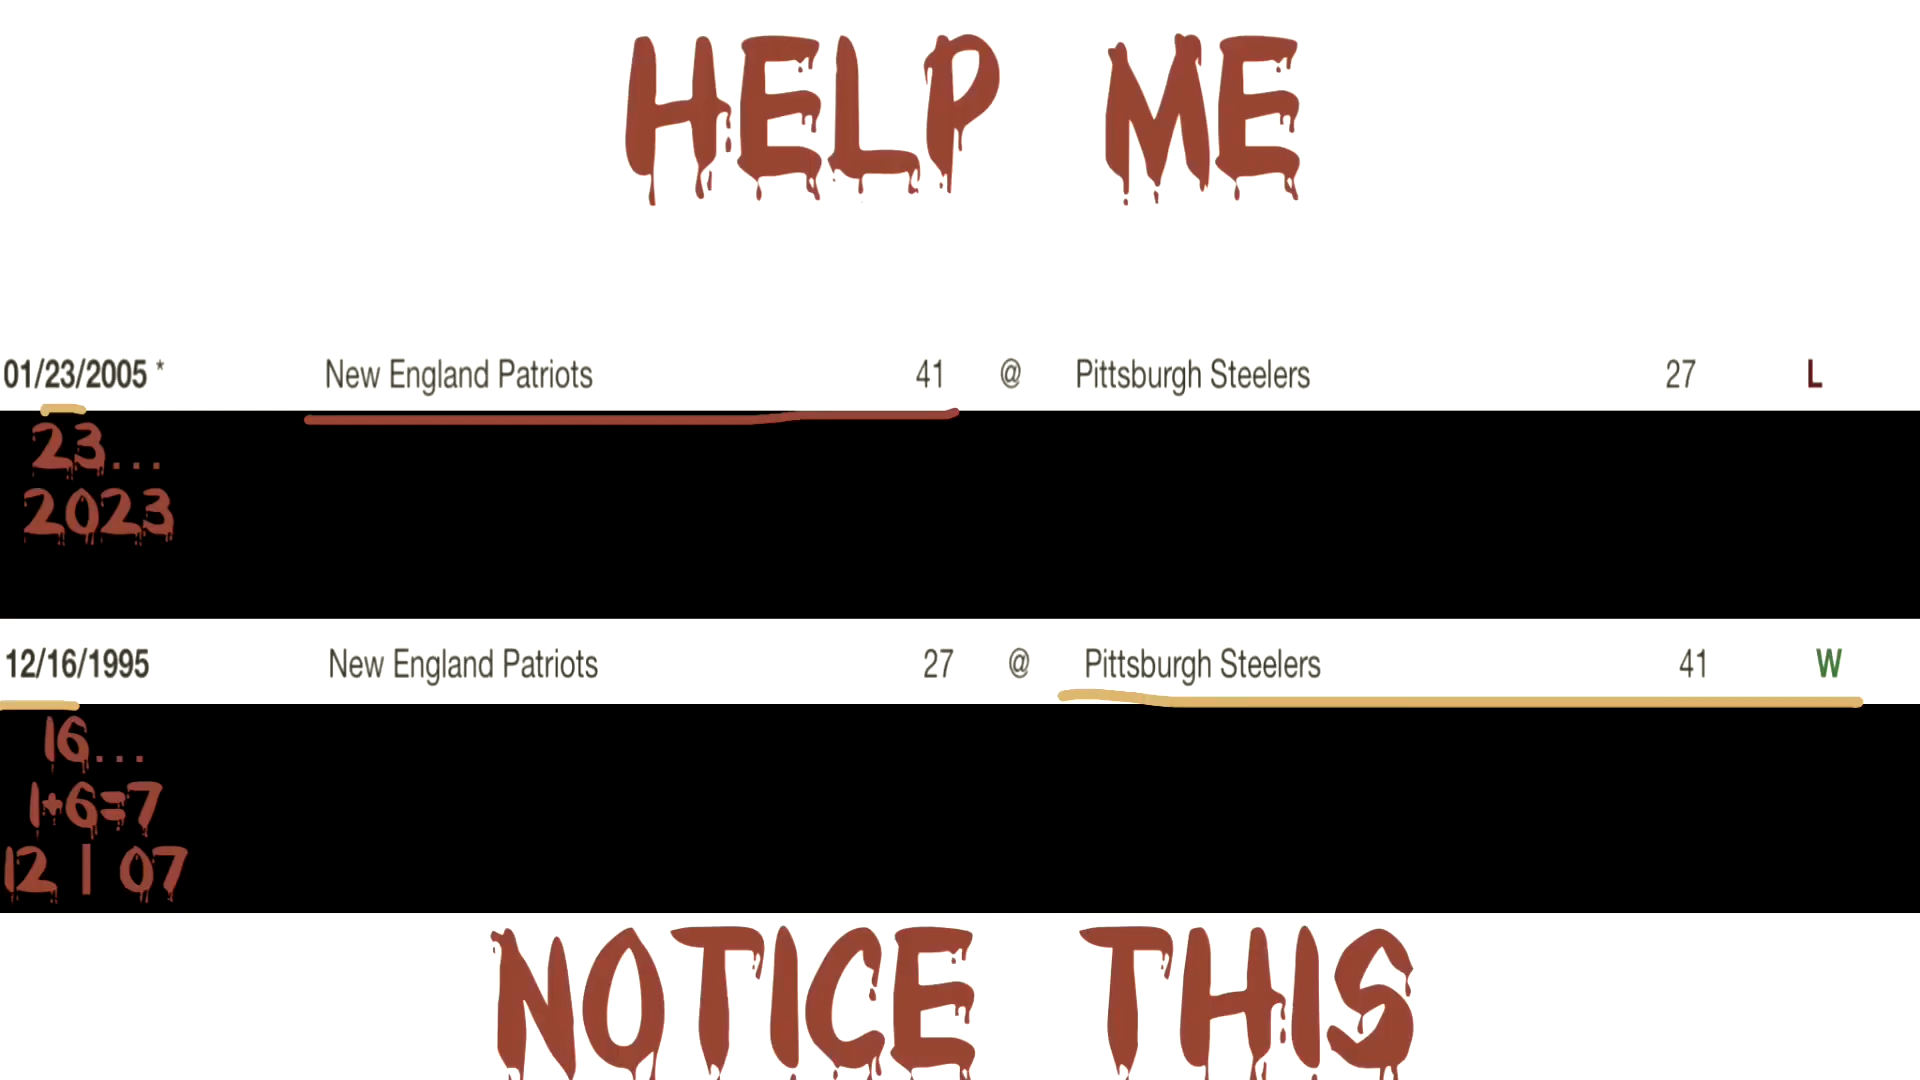 HELP ME
01/23/2005 * New England Patriots 41 @ Pittsburgh Steelers 27 L
23...
2023
12/16/1995 New England Patriots 27 @ Pittsburgh Steelers 41 W
16...
1+6=7
12 | 07
NOTICE THIS